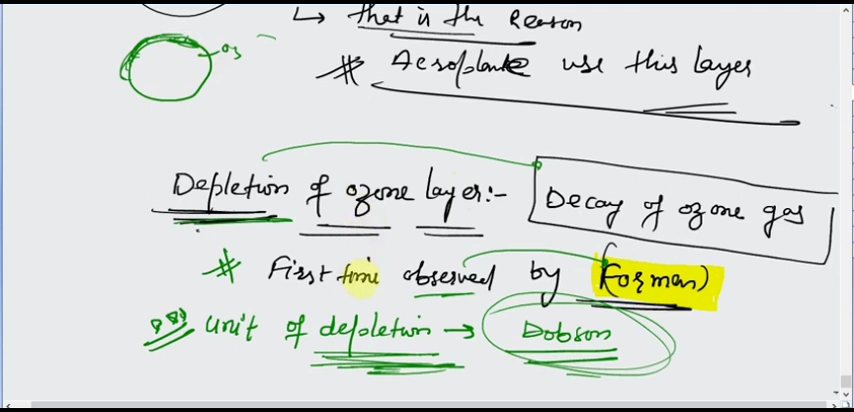 ↳ that is the Reason
O3
* Aeroplane use this layer
Depletion of ozone layer:- Decay of ozone gas
* First time observed by (Forman)
unit of depletion → Dobson